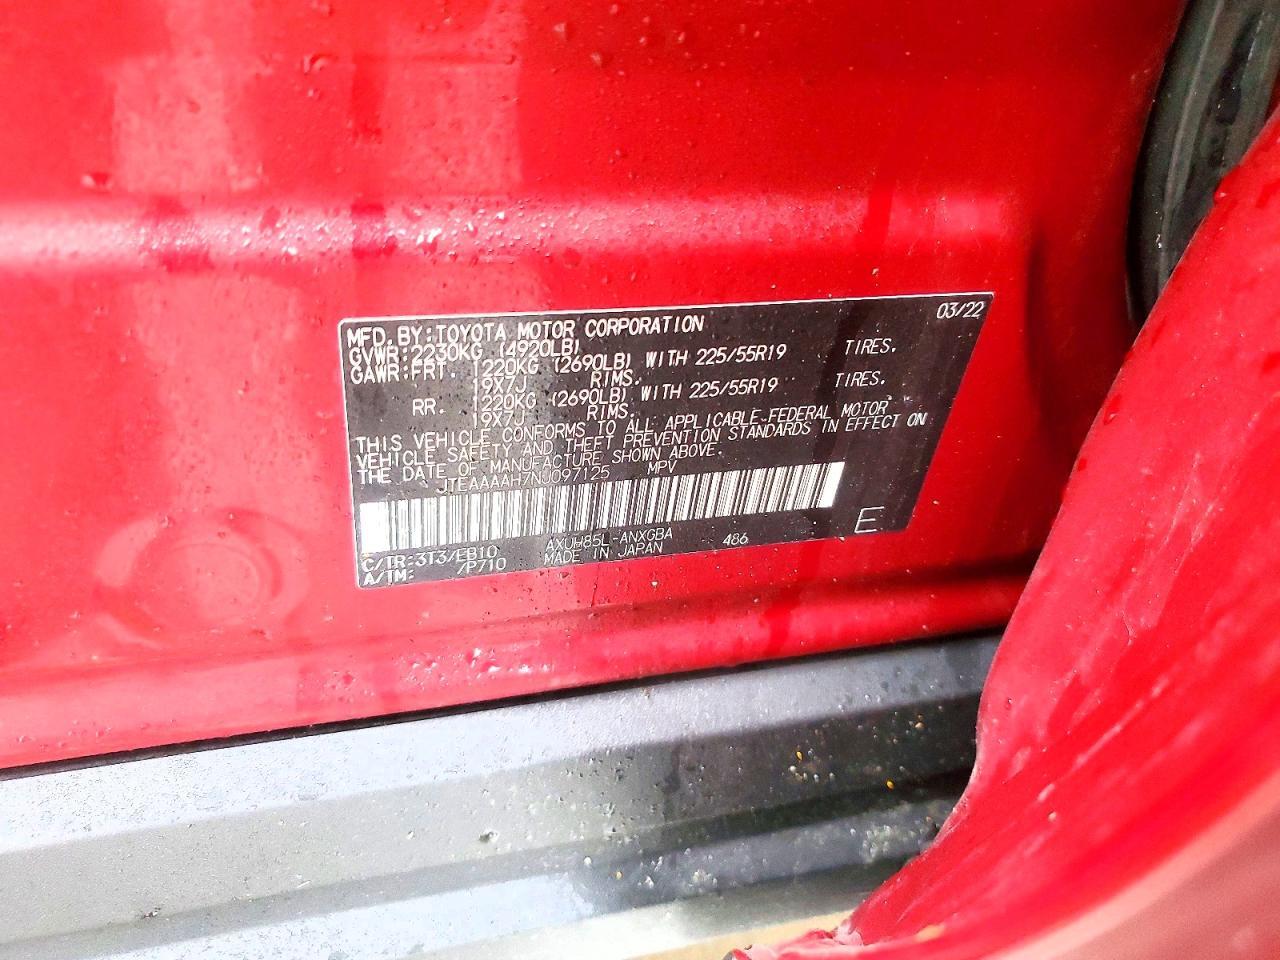 03/22
MFD.BY:TOYOTA MOTOR CORPORATION
GVWR:2230KG (4920LB)
GAWR:FRT. 1220KG (2690LB) WITH 225/55R19 TIRES.
19X7J RIMS.
RR. 1220KG (2690LB) WITH 225/55R19 TIRES.
19X7J RIMS.
THIS VEHICLE CONFORMS TO ALL APPLICABLE FEDERAL MOTOR
VEHICLE SAFETY AND THEFT PREVENTION STANDARDS IN EFFECT ON
THE DATE OF MANUFACTURE SHOWN ABOVE.
JTEAAAAH7NJ097125 MPV
E
C/TR:3T3/EB10 AXUH85L-ANXGBA 486
A/TM: /P710 MADE IN JAPAN